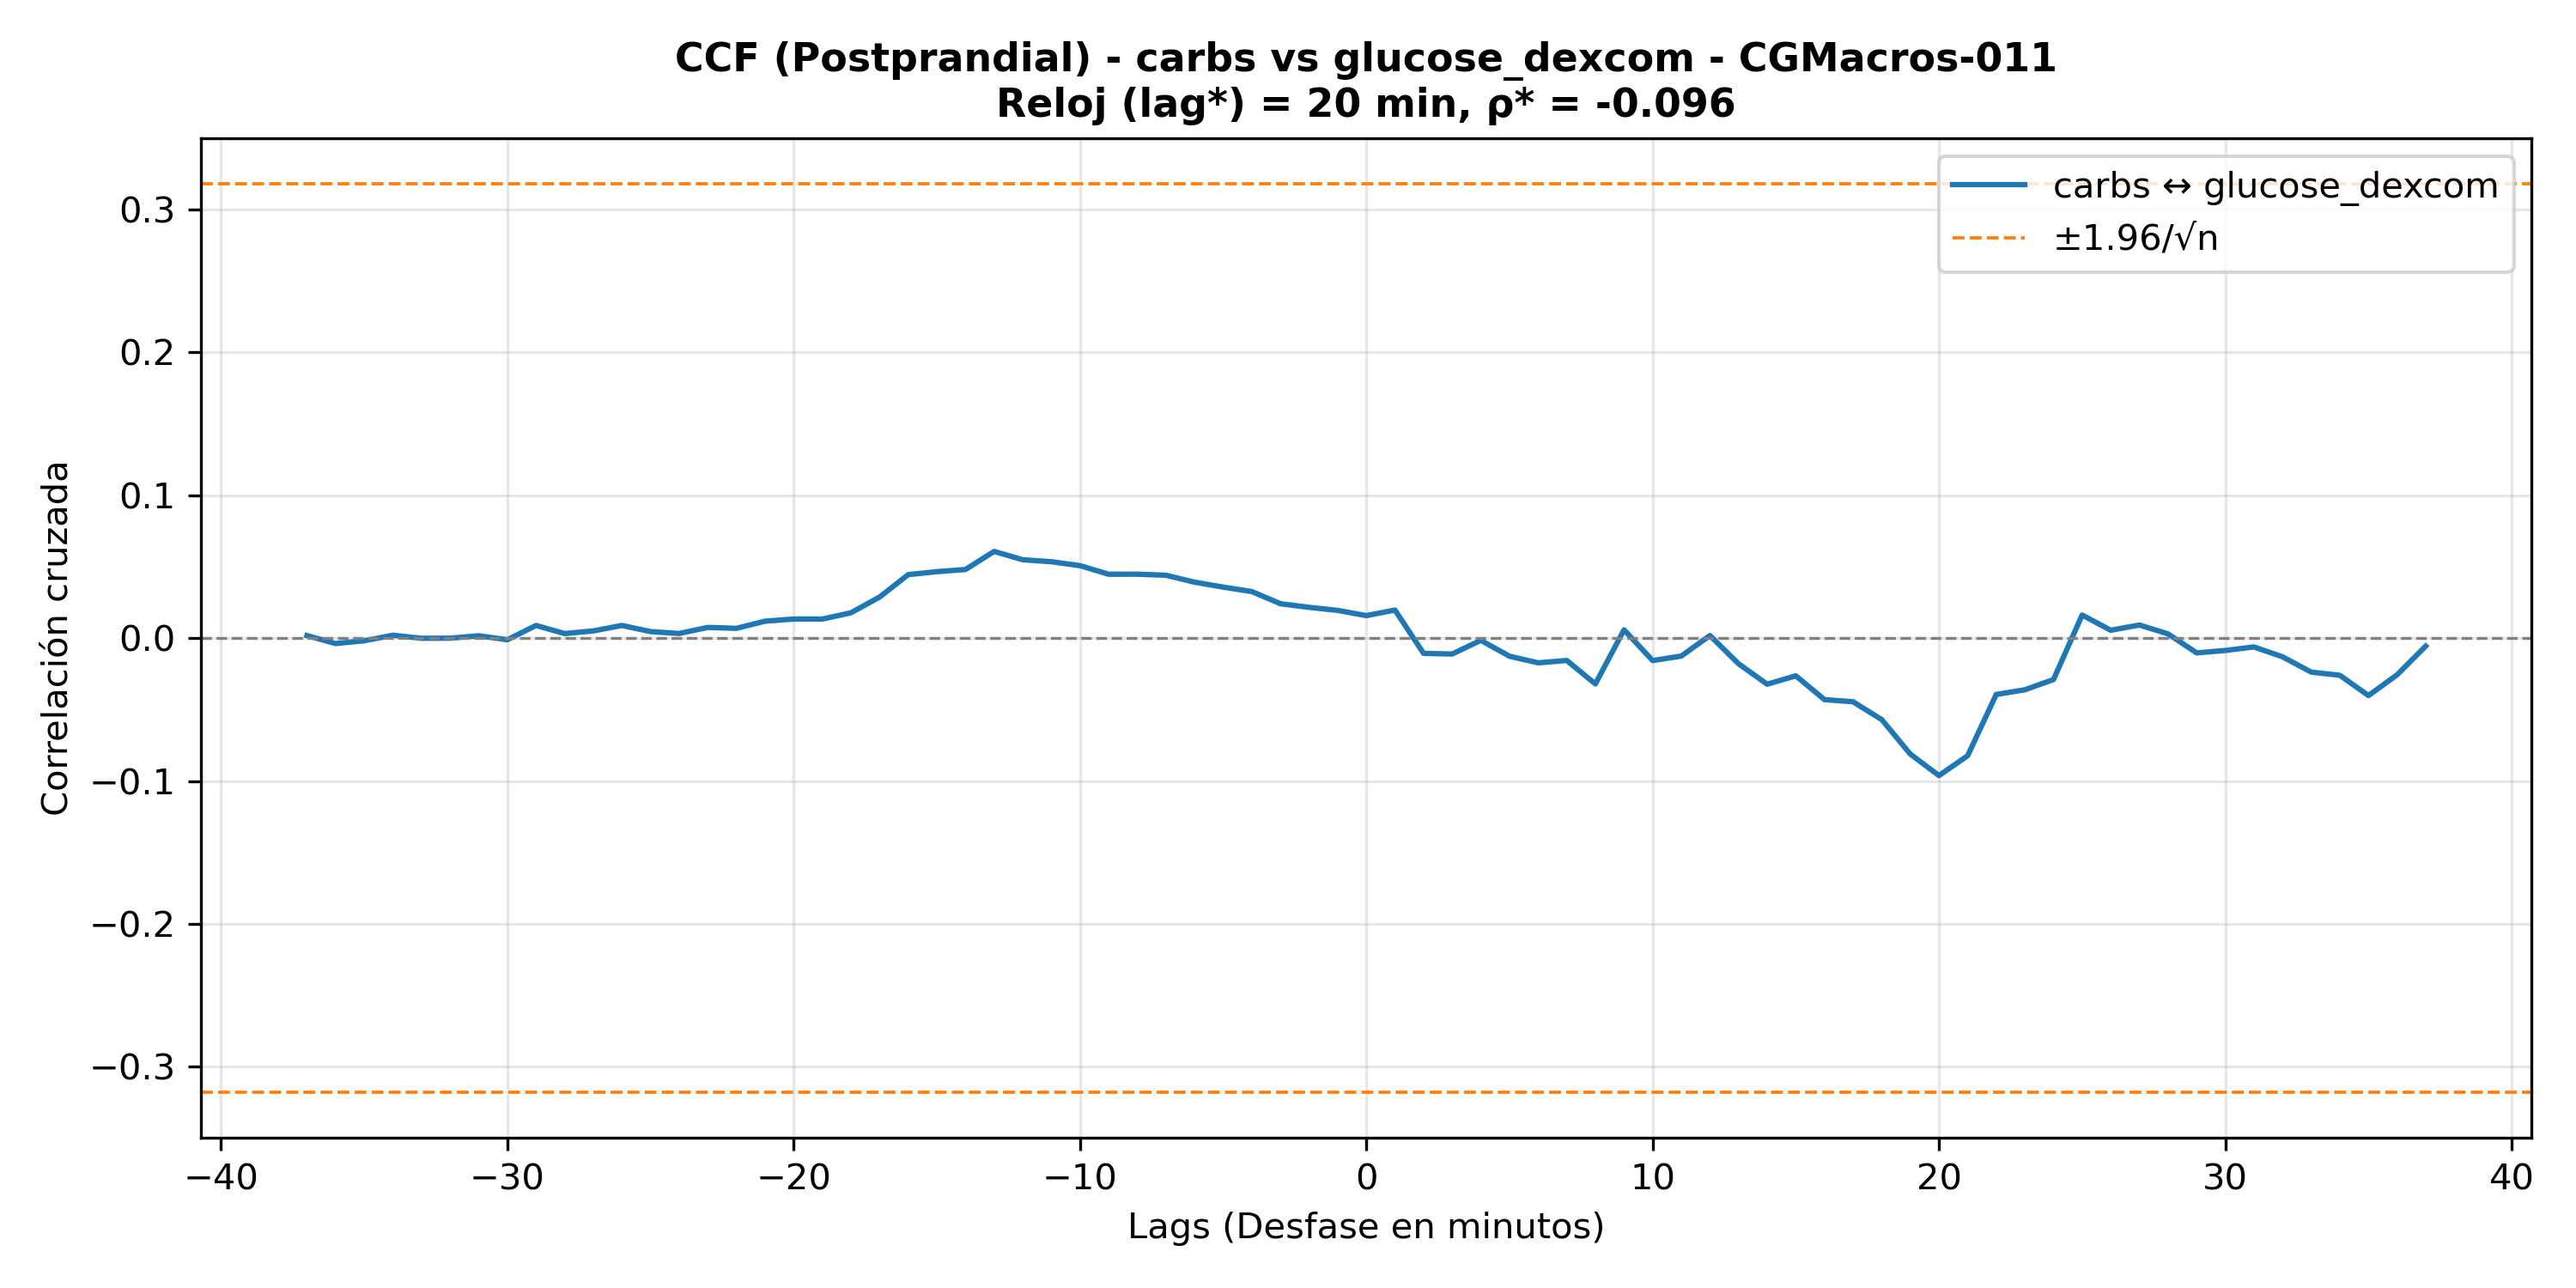 CCF (Postprandial) - carbs vs glucose_dexcom - CGMacros-011
Reloj (lag*) = 20 min, ρ* = -0.096
carbs ↔ glucose_dexcom
±1.96/√n
Correlación cruzada
0.3
0.2
0.1
0.0
−0.1
−0.2
−0.3
−40
−30
−20
−10
0
10
20
30
40
Lags (Desfase en minutos)